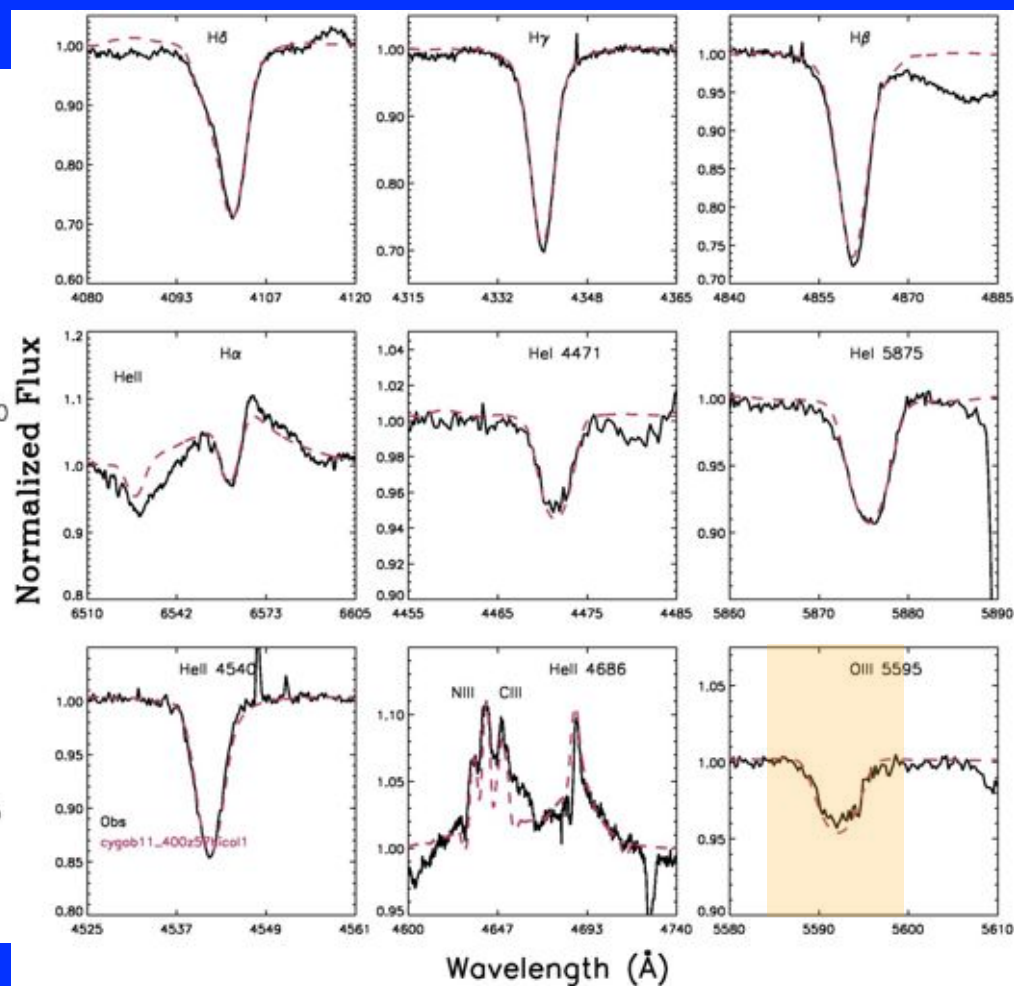 Hδ
1.00
0.90
0.80
0.70
0.60
4080 4093 4107 4120
Hγ
1.00
0.90
0.80
0.70
4315 4332 4348 4365
Hβ
1.00
0.95
0.90
0.85
0.80
0.75
0.70
4840 4855 4870 4885
Normalized Flux
Hα
HeII
1.2
1.1
1.0
0.9
0.8
6510 6542 6573 6605
HeI 4471
1.04
1.02
1.00
0.98
0.96
0.94
0.92
0.90
4455 4465 4475 4485
HeI 5875
1.00
0.95
0.90
5860 5870 5880 5890
HeII 4540
1.00
0.95
0.90
0.85
0.80
Obs
4525 4537 4549 4561
HeII 4686
NIII CIII
1.10
1.05
1.00
0.95
4600 4647 4693 4740
OIII 5595
1.05
1.00
0.95
0.90
5580 5590 5600 5610
Wavelength (Å)